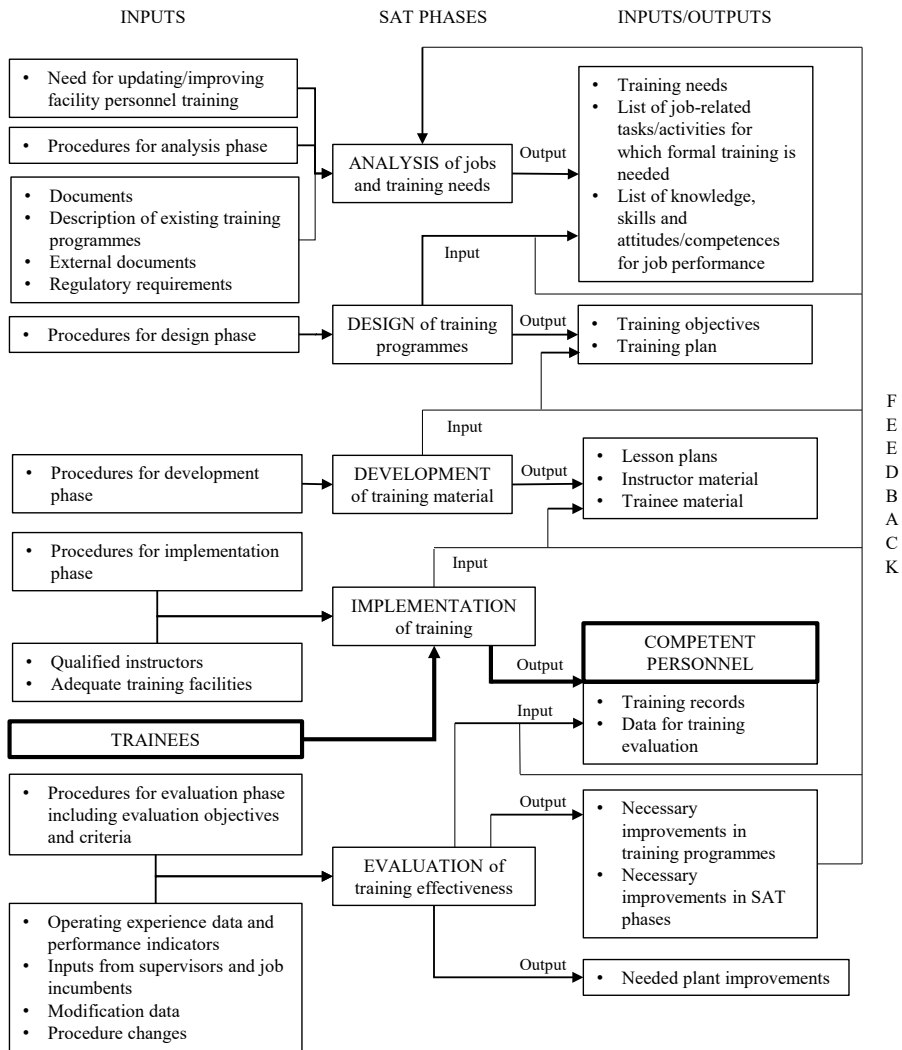 INPUTS
SAT PHASES
INPUTS/OUTPUTS
• Need for updating/improving
facility personnel training
• Procedures for analysis phase
• Documents
• Description of existing training
programmes
• External documents
• Regulatory requirements
ANALYSIS of jobs
and training needs
Output
• Training needs
• List of job-related
tasks/activities for
which formal training is
needed
• List of knowledge,
skills and
attitudes/competences
for job performance
Input
• Procedures for design phase
DESIGN of training
programmes
Output
• Training objectives
• Training plan
Input
• Procedures for development
phase
DEVELOPMENT
of training material
Output
• Lesson plans
• Instructor material
• Trainee material
Input
• Procedures for implementation
phase
• Qualified instructors
• Adequate training facilities
IMPLEMENTATION
of training
Output
COMPETENT
PERSONNEL
• Training records
• Data for training
evaluation
Input
TRAINEES
• Procedures for evaluation phase
including evaluation objectives
and criteria
• Operating experience data and
performance indicators
• Inputs from supervisors and job
incumbents
• Modification data
• Procedure changes
EVALUATION of
training effectiveness
Output
• Necessary
improvements in
training programmes
• Necessary
improvements in SAT
phases
Output
• Needed plant improvements
F
E
E
D
B
A
C
K